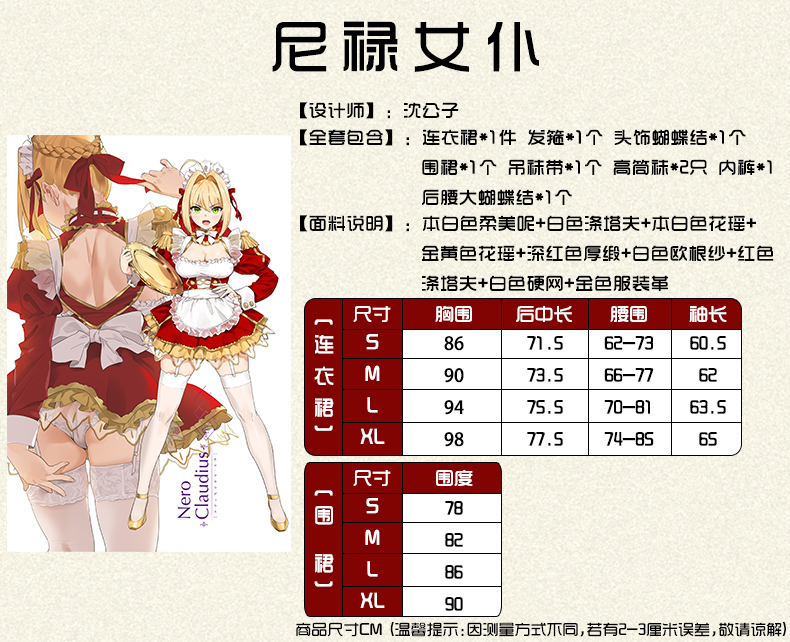 尼禄女仆
【设计师】：沈公子
【全套包含】：连衣裙*1件 发箍*1个 头饰蝴蝶结*1个
围裙*1个 吊袜带*1个 高筒袜*2只 内裤*1
后腰大蝴蝶结*1个
【面料说明】：本白色柔美呢+白色涤塔夫+本白色花瑶+
金黄色花瑶+深红色厚缎+白色欧根纱+红色
涤塔夫+白色硬网+金色服装革
【连衣裙】
尺寸 胸围 后中长 腰围 袖长
S 86 71.5 62-73 60.5
M 90 73.5 66-77 62
L 94 75.5 70-81 63.5
XL 98 77.5 74-85 65
【围裙】
尺寸 围度
S 78
M 82
L 86
XL 90
Nero
Claudius
商品尺寸CM (温馨提示:因测量方式不同,若有2-3厘米误差,敬请谅解)